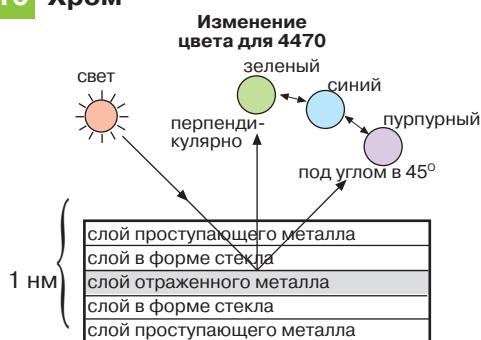 Хром
Изменение
цвета для 4470
зеленый
свет
синий
пурпурный
перпенди-
кулярно
под углом в 45°
слой проступающего металла
слой в форме стекла
1 нм
слой отраженного металла
слой в форме стекла
слой проступающего металла